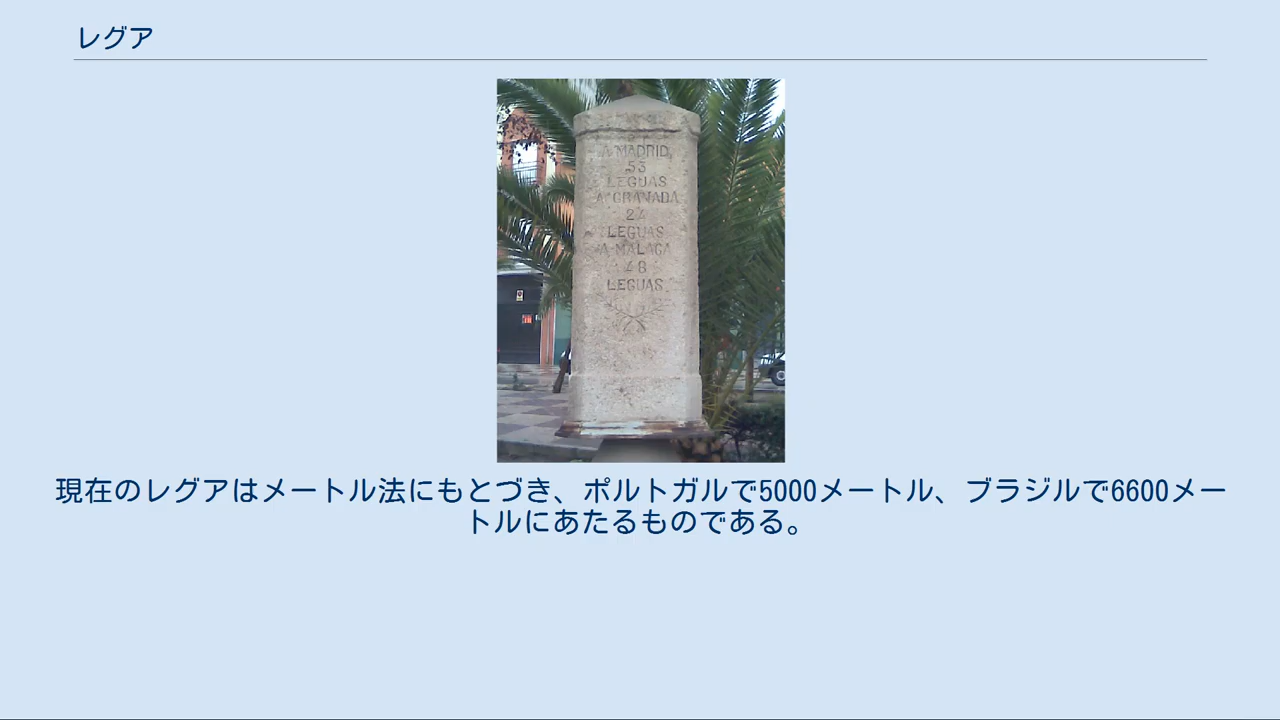 レグア
A MADRID
53
LEGUAS
A GRANADA
24
LEGUAS
A MALAGA
48
LEGUAS
現在のレグアはメートル法にもとづき、ポルトガルで5000メートル、ブラジルで6600メー
トルにあたるものである。